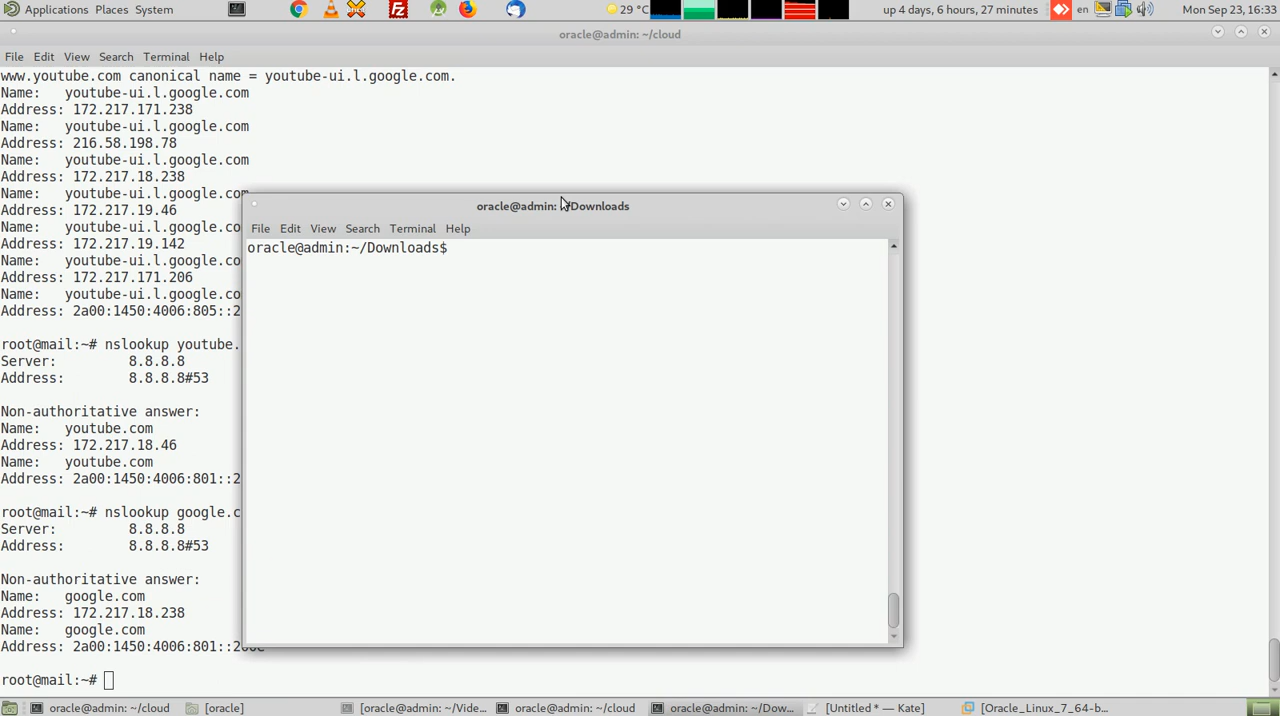 Applications Places System
29 °C
up 4 days, 6 hours, 27 minutes
en
Mon Sep 23, 16:33
oracle@admin: ~/cloud
File Edit View Search Terminal Help
www.youtube.com canonical name = youtube-ui.l.google.com.
Name: youtube-ui.l.google.com
Address: 172.217.171.238
Name: youtube-ui.l.google.com
Address: 216.58.198.78
Name: youtube-ui.l.google.com
Address: 172.217.18.238
Name: youtube-ui.l.google.com
Address: 172.217.19.46
Name: youtube-ui.l.google.co
Address: 172.217.19.142
Name: youtube-ui.l.google.co
Address: 172.217.171.206
Name: youtube-ui.l.google.co
Address: 2a00:1450:4006:805::2
root@mail:~# nslookup youtube.
Server: 8.8.8.8
Address: 8.8.8.8#53
Non-authoritative answer:
Name: youtube.com
Address: 172.217.18.46
Name: youtube.com
Address: 2a00:1450:4006:801::2
root@mail:~# nslookup google.c
Server: 8.8.8.8
Address: 8.8.8.8#53
Non-authoritative answer:
Name: google.com
Address: 172.217.18.238
Name: google.com
Address: 2a00:1450:4006:801::200e
root@mail:~#
oracle@admin: ~/Downloads
File Edit View Search Terminal Help
oracle@admin:~/Downloads$
oracle@admin: ~/cloud
[oracle]
[oracle@admin: ~/Vide...
oracle@admin: ~/cloud
oracle@admin: ~/Dow...
[Untitled * — Kate]
[Oracle_Linux_7_64-b...